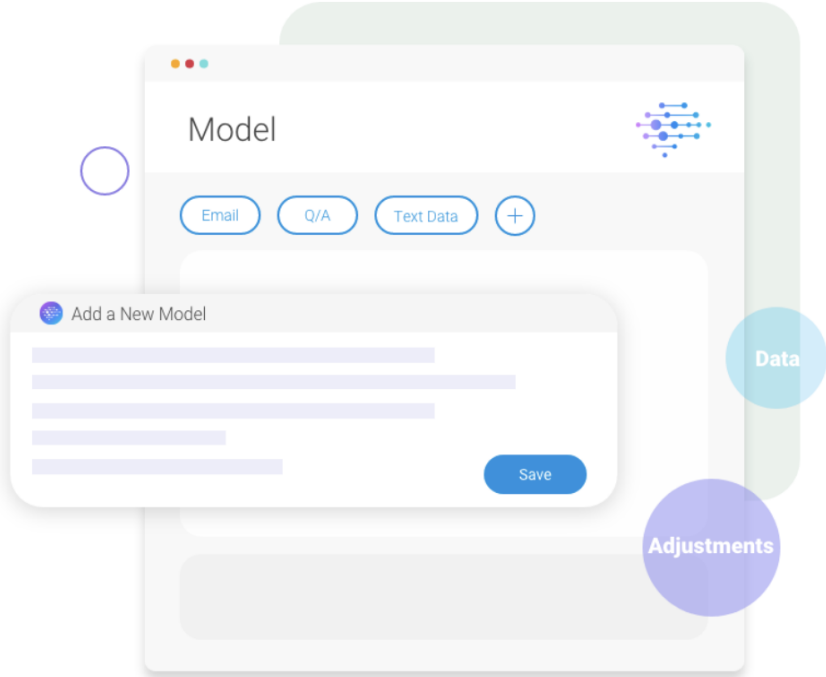 Model
Email Q/A Text Data +
Add a New Model
Save
Data
Adjustments